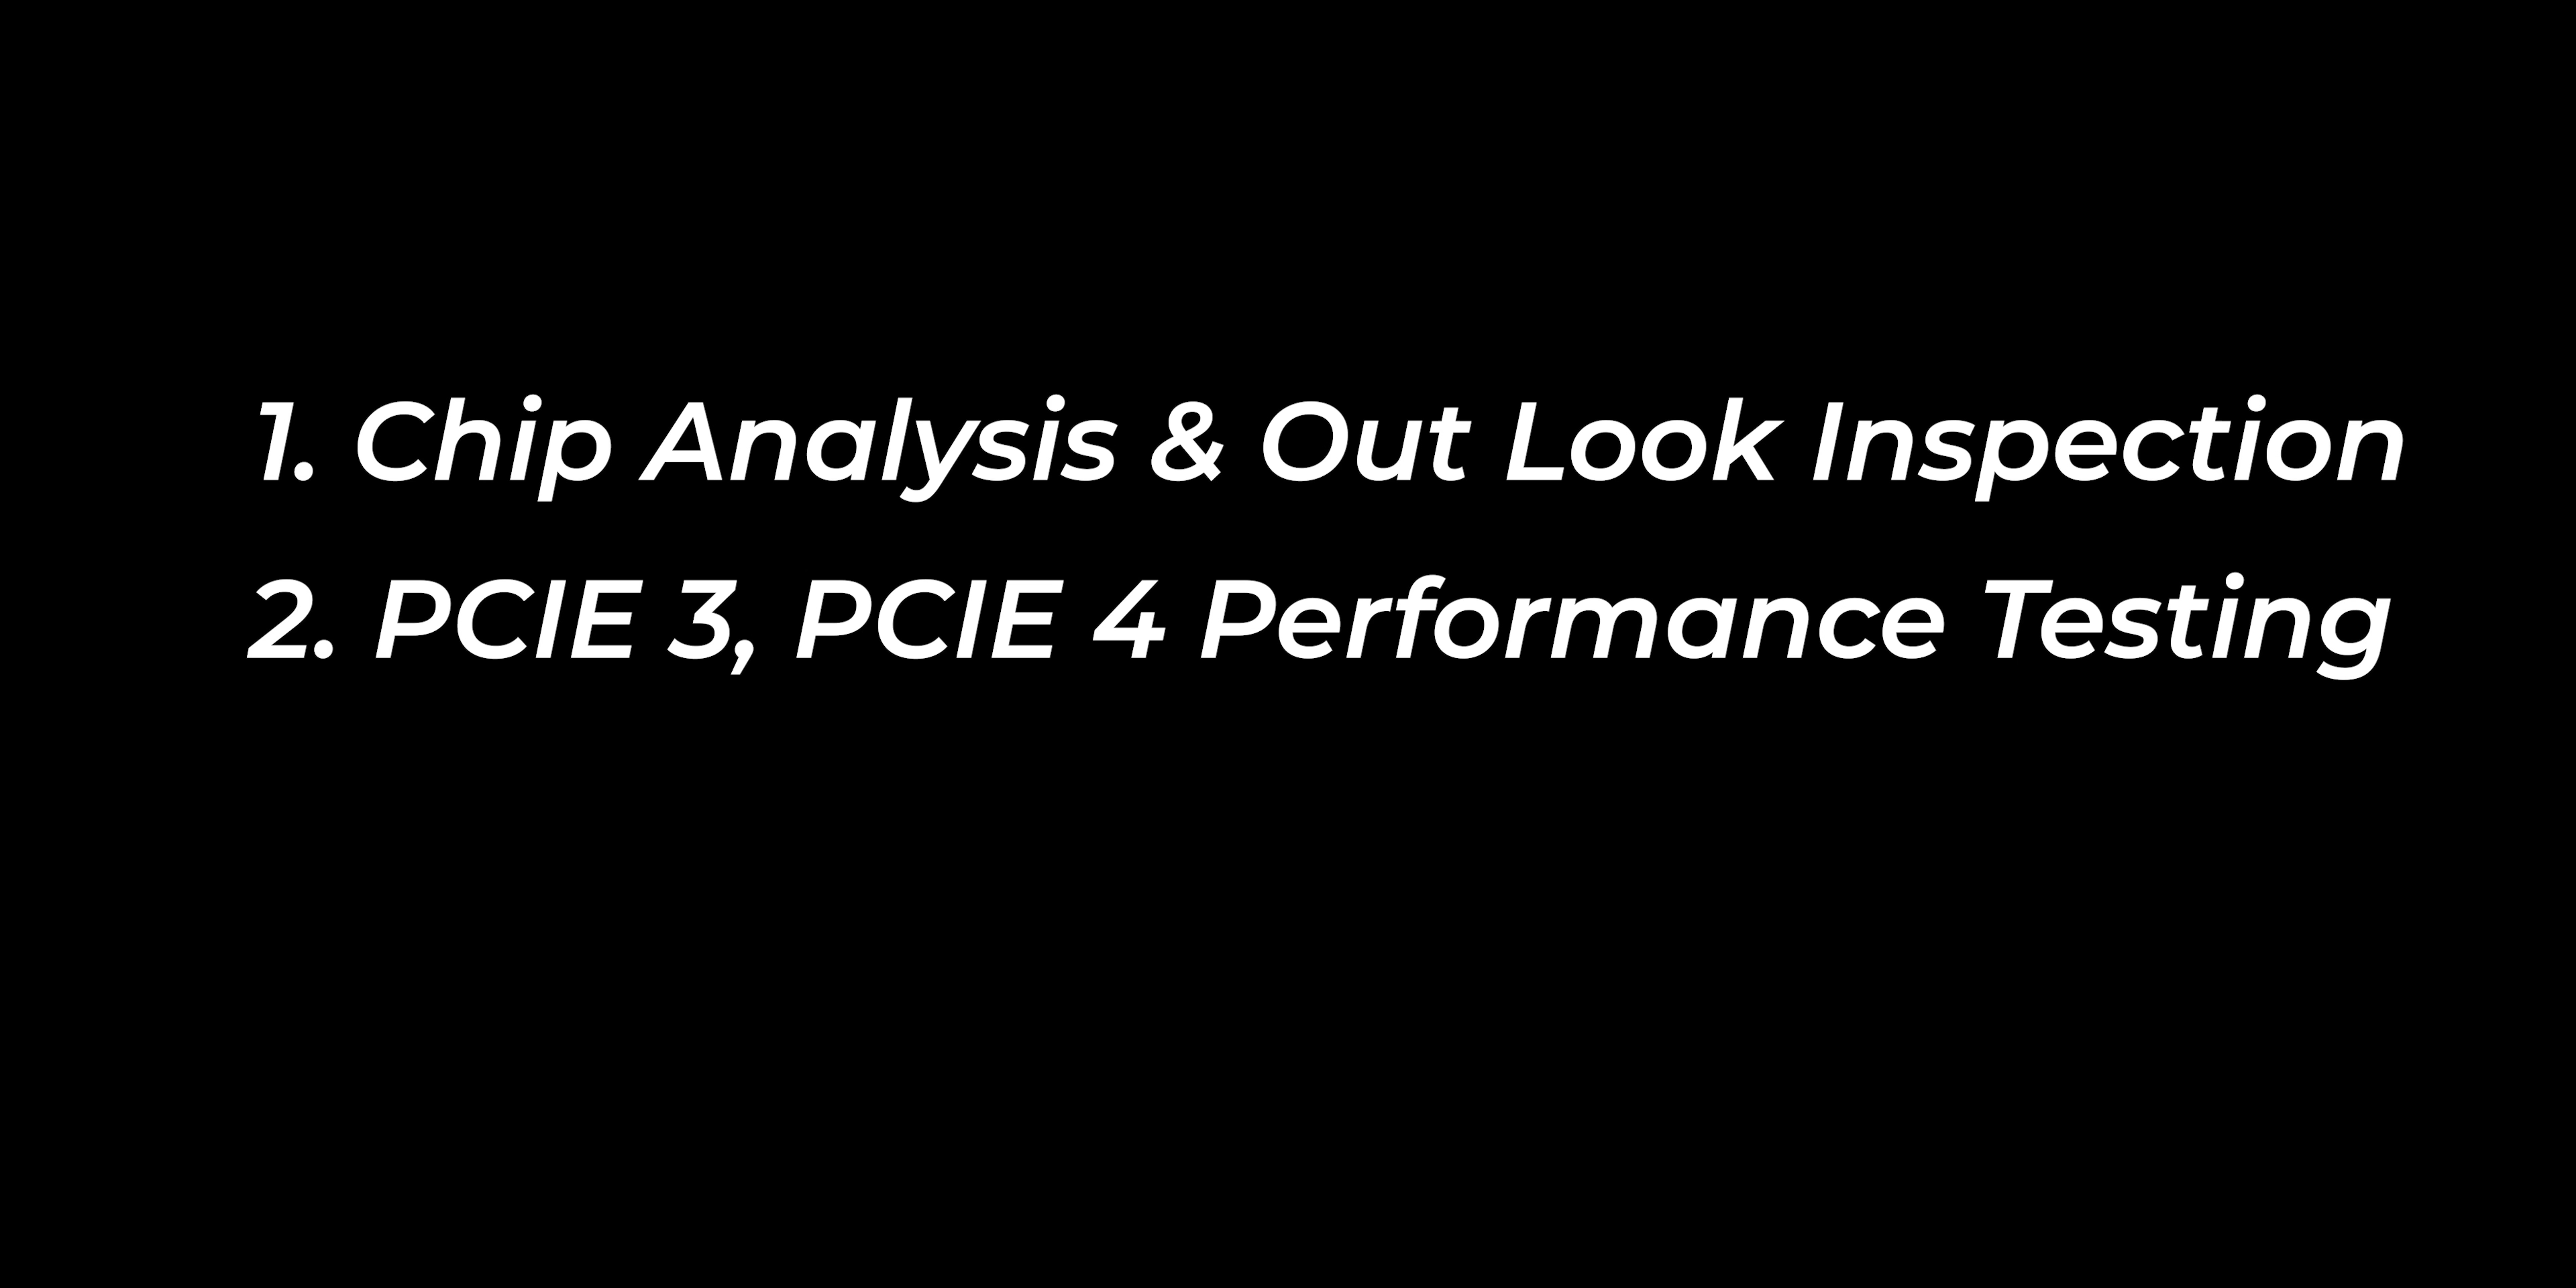 1. Chip Analysis & Out Look Inspection
2. PCIE 3, PCIE 4 Performance Testing